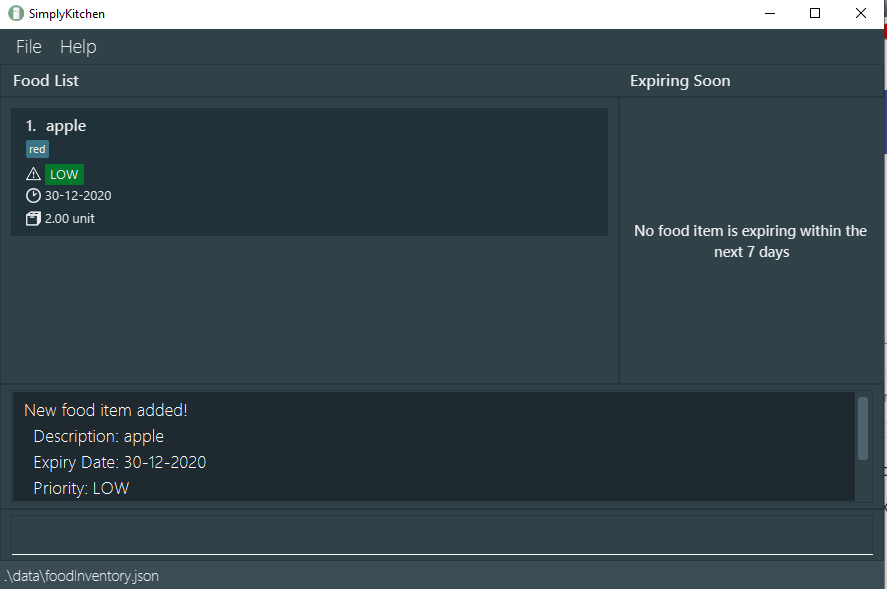 SimplyKitchen
File Help
Food List
Expiring Soon
1. apple
red
LOW
30-12-2020
2.00 unit
No food item is expiring within the
next 7 days
New food item added!
Description: apple
Expiry Date: 30-12-2020
Priority: LOW
.\data\foodInventory.json